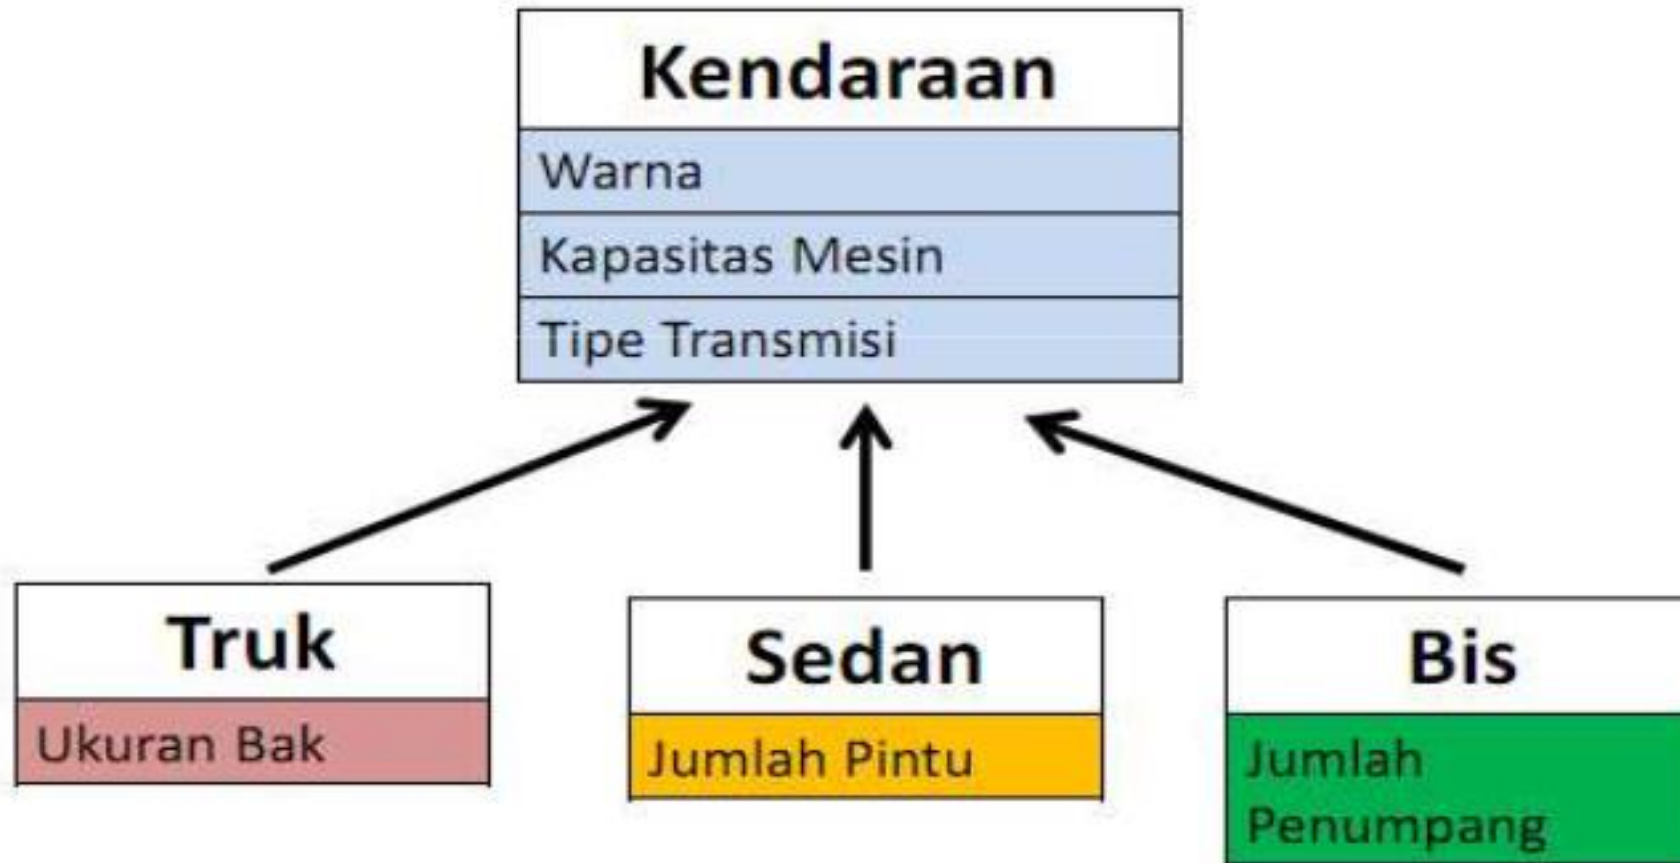 Kendaraan
Warna
Kapasitas Mesin
Tipe Transmisi
Truk
Ukuran Bak
Sedan
Jumlah Pintu
Bis
Jumlah
Penumpang